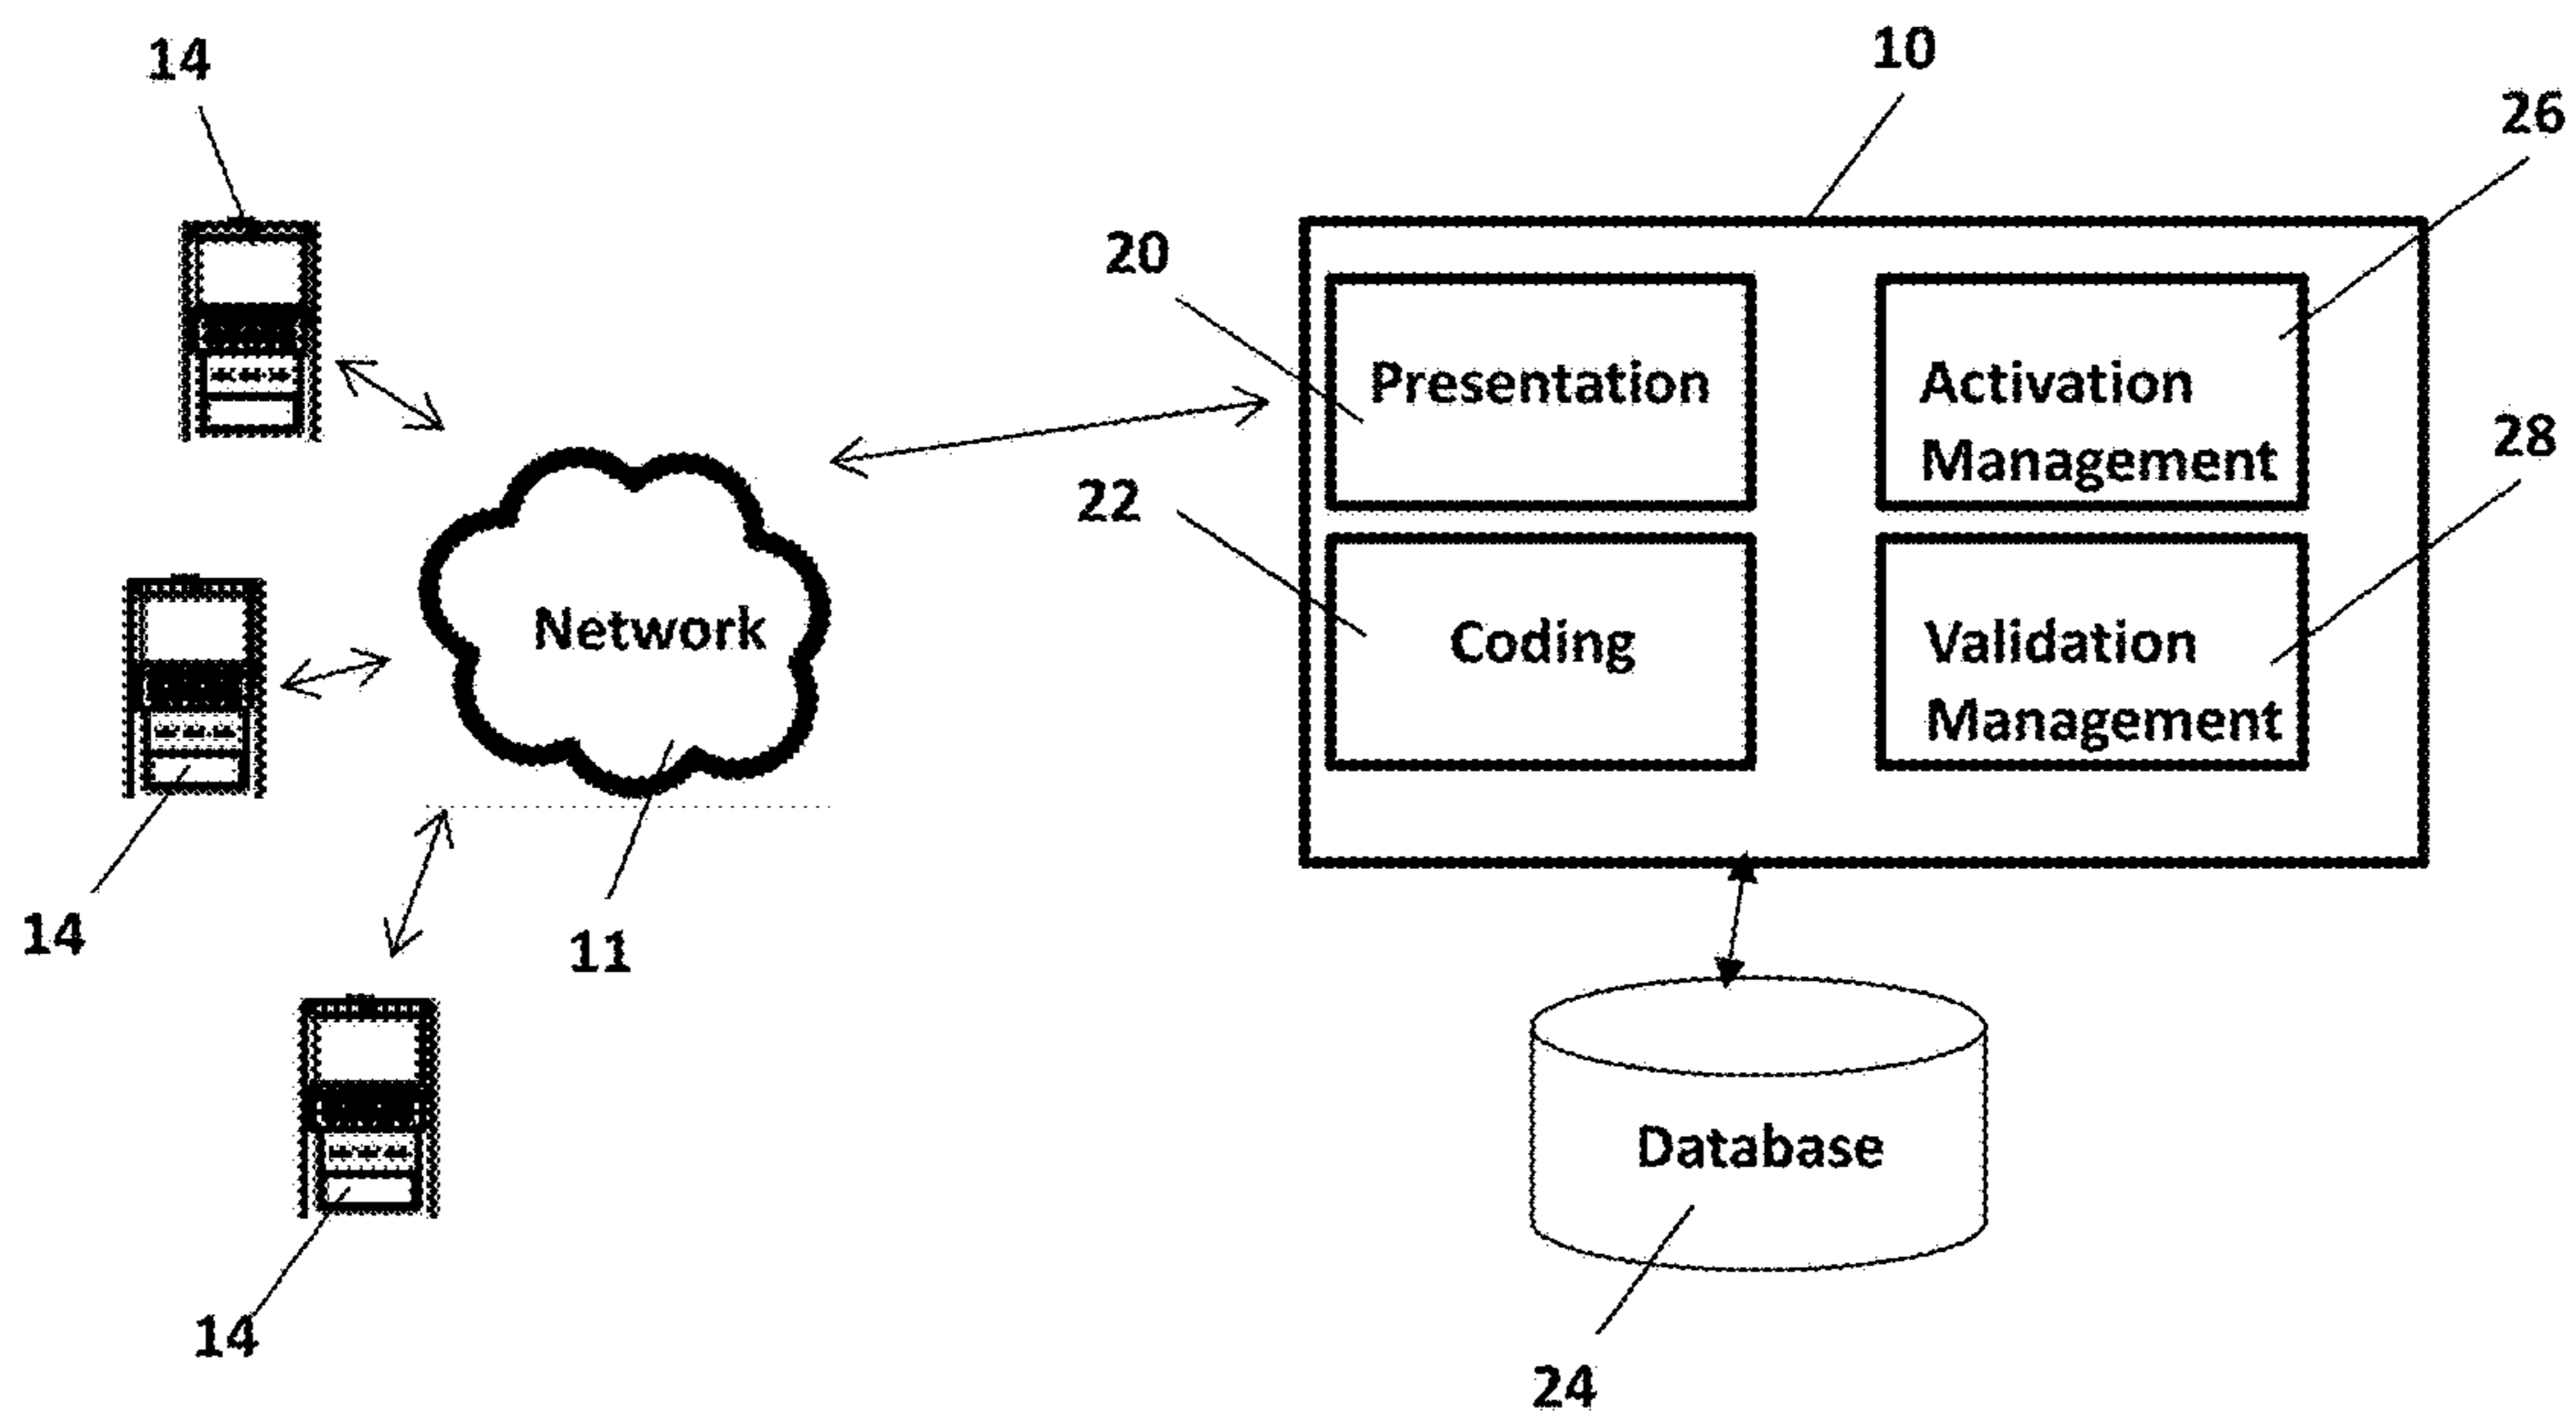 14
10
26
20
Presentation
Activation
Management
28
22
Network
Coding
Validation
Management
14
11
Database
14
24